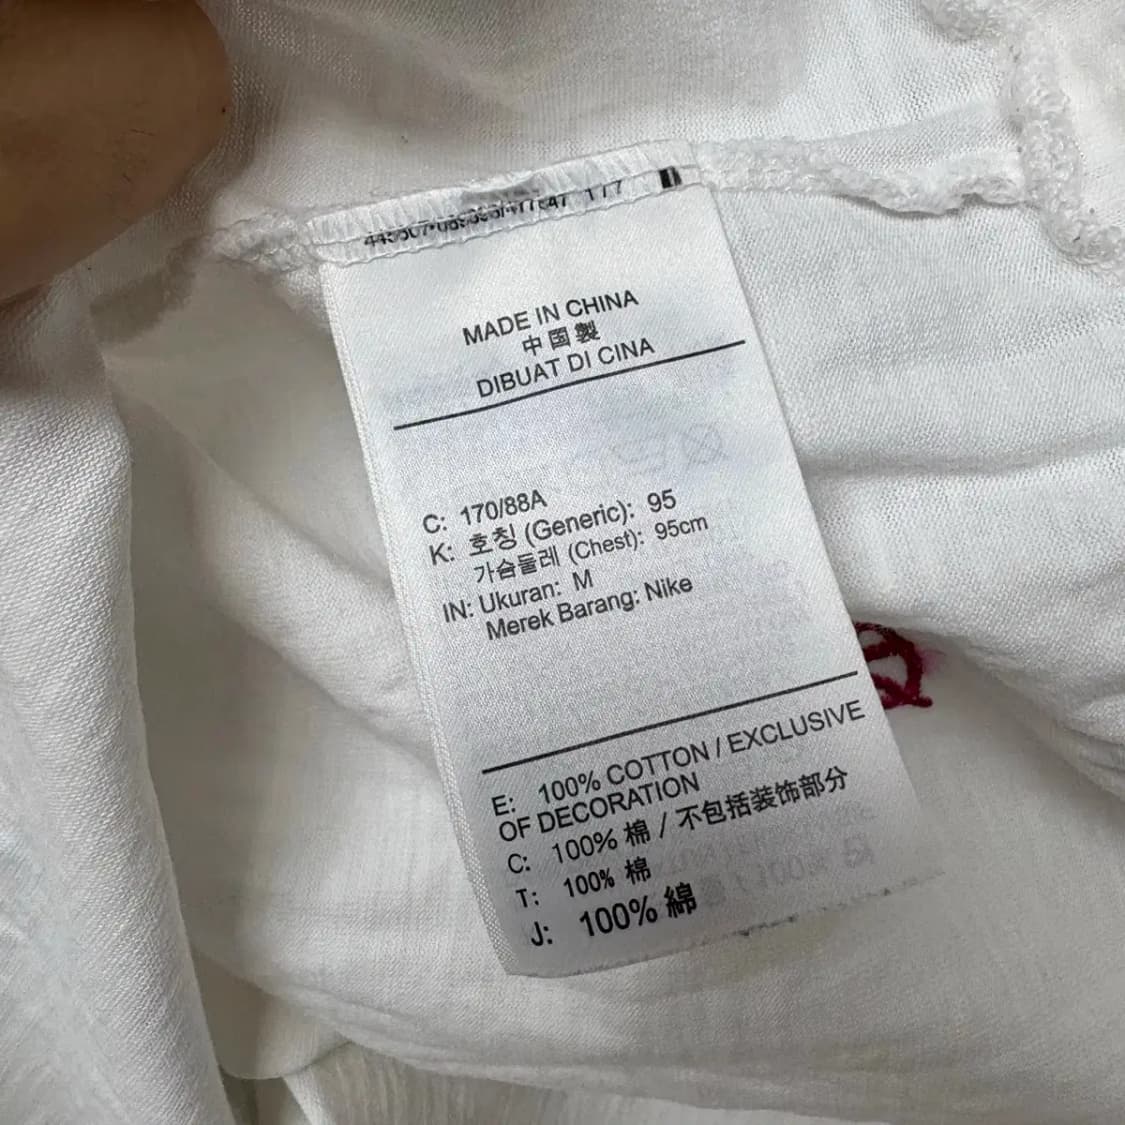 1 / 7
MADE IN CHINA
中国製
DIBUAT DI CINA
C: 170/88A
K: 호칭 (Generic): 95
가슴둘레 (Chest): 95cm
IN: Ukuran: M
Merek Barang: Nike
E: 100% COTTON / EXCLUSIVE
OF DECORATION
C: 100% 棉 / 不包括装饰部分
T: 100% 棉
J: 100% 綿